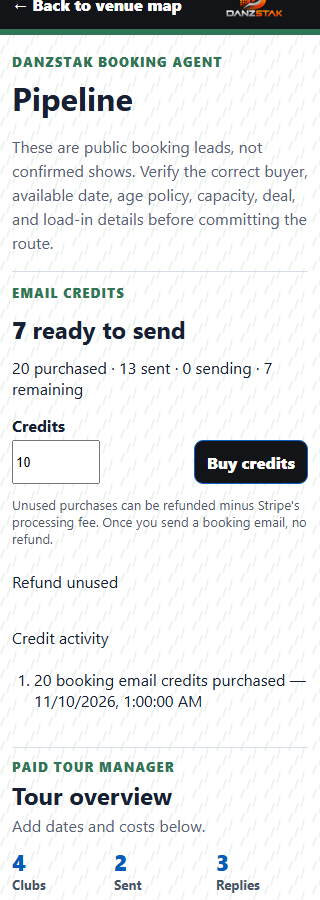 ← Back to venue map
DANZSTAK
DANZSTAK BOOKING AGENT
Pipeline
These are public booking leads, not
confirmed shows. Verify the correct buyer,
available date, age policy, capacity, deal,
and load-in details before committing the
route.
EMAIL CREDITS
7 ready to send
20 purchased · 13 sent · 0 sending · 7
remaining
Credits
10
Buy credits
Unused purchases can be refunded minus Stripe's
processing fee. Once you send a booking email, no
refund.
Refund unused
Credit activity
1. 20 booking email credits purchased —
11/10/2026, 1:00:00 AM
PAID TOUR MANAGER
Tour overview
Add dates and costs below.
4 2 3
Clubs Sent Replies